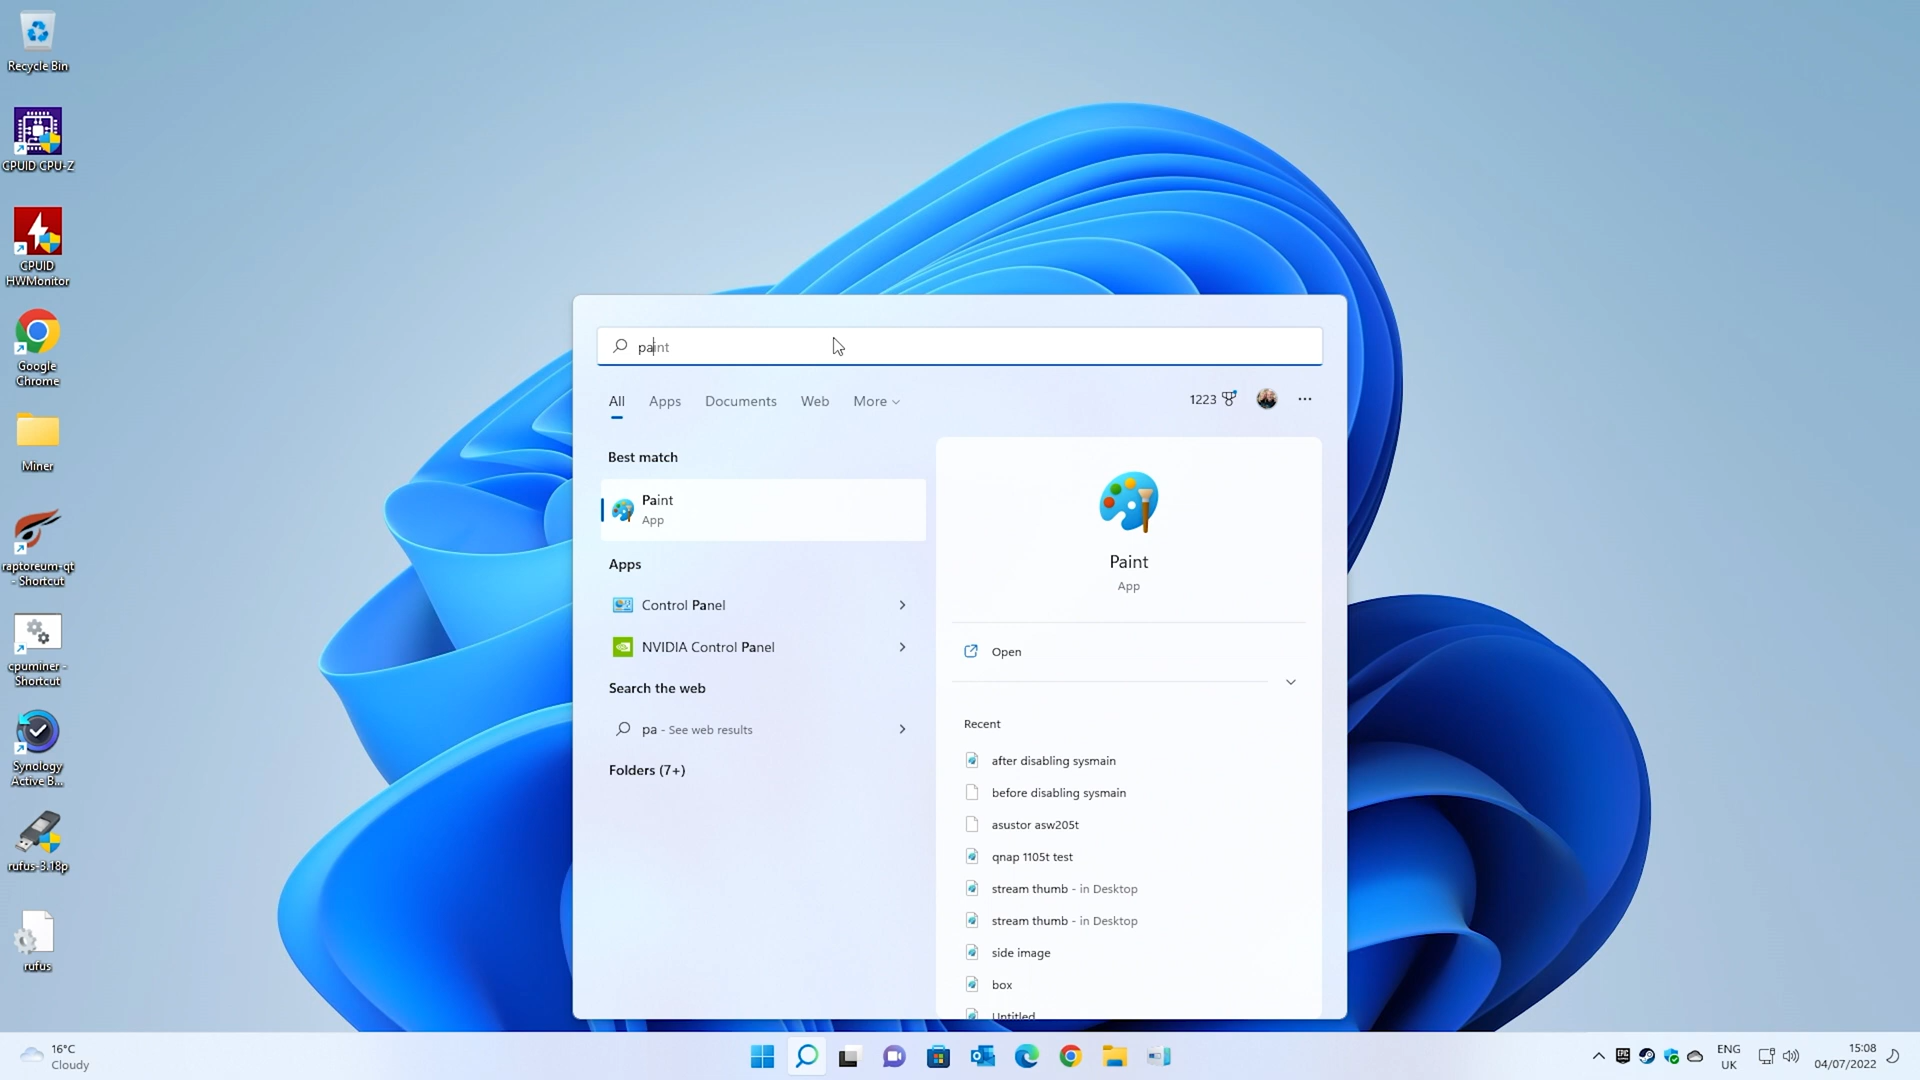 Recycle Bin
CPUID CPU-Z
CPUID
HWMonitor
Google
Chrome
Miner
raptoreum-qt
- Shortcut
cpuminer -
Shortcut
Synology
Active B...
rufus-3.18p
rufus
paint
All
Apps
Documents
Web
More
1223
Best match
Paint
App
Apps
Control Panel
NVIDIA Control Panel
Search the web
pa - See web results
Folders (7+)
Paint
App
Open
Recent
after disabling sysmain
before disabling sysmain
asustor asw205t
qnap 1105t test
stream thumb - in Desktop
stream thumb - in Desktop
side image
box
Untitled
16°C
Cloudy
EPIC
ENG
UK
15:08
04/07/2022